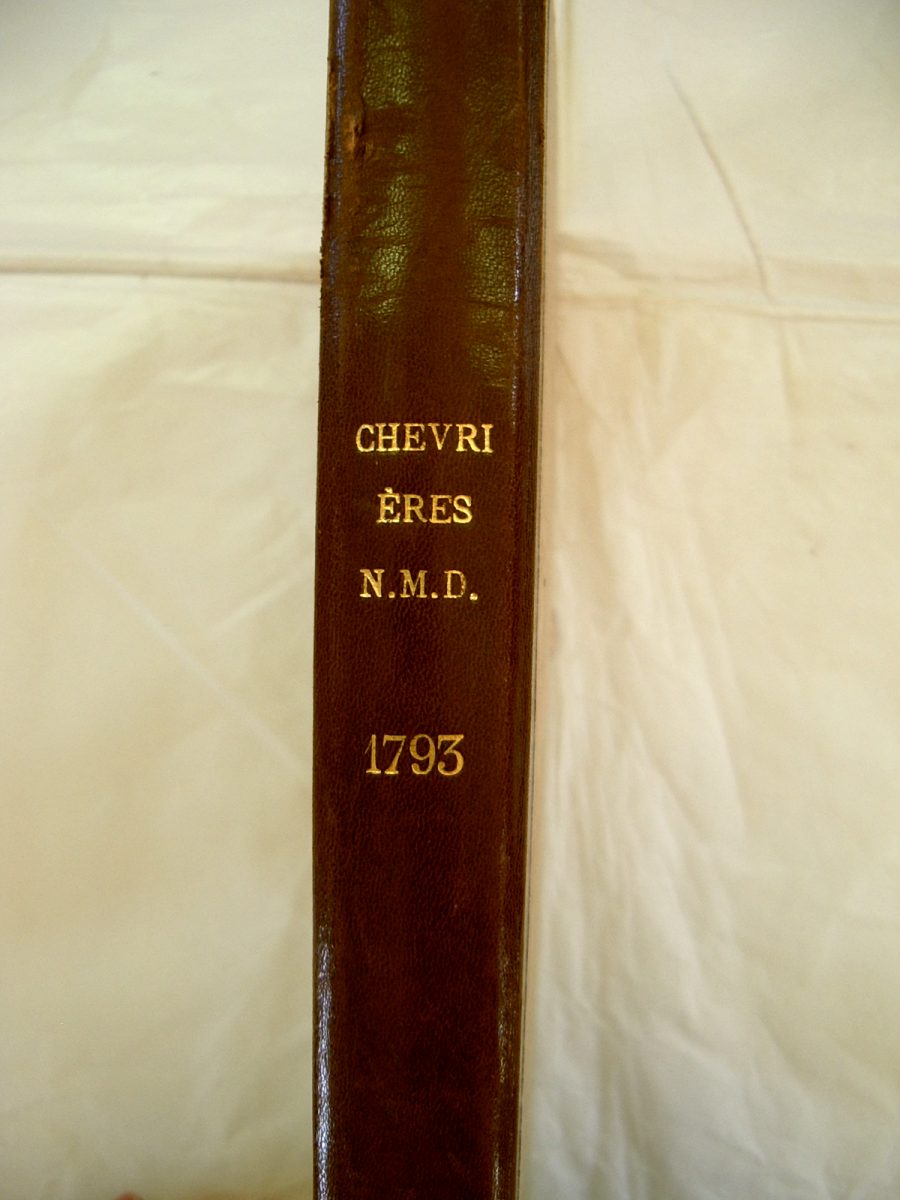 CHEVRI
ÈRES
N.M.D.
1793